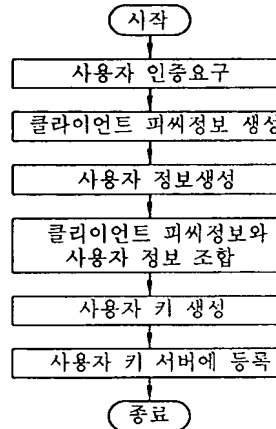 시작
사용자 인증요구
클라이언트 피씨정보 생성
사용자 정보생성
클리이언트 피씨정보와
사용자 정보 조합
사용자 키 생성
사용자 키 서버에 등록
종료